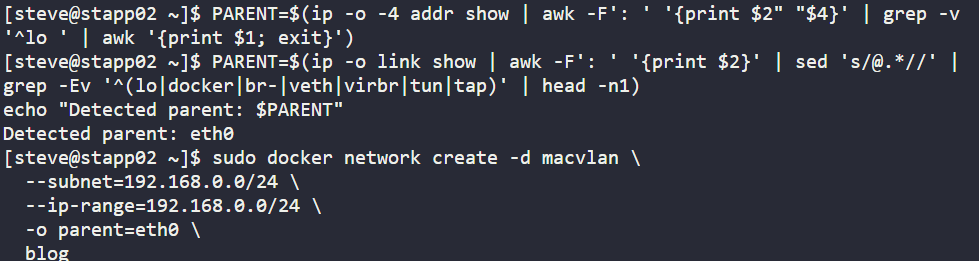 [steve@stapp02 ~]$ PARENT=$(ip -o -4 addr show | awk -F': ' '{print $2" "$4}' | grep -v
'^lo ' | awk '{print $1; exit}')
[steve@stapp02 ~]$ PARENT=$(ip -o link show | awk -F': ' '{print $2}' | sed 's/@.*//' |
grep -Ev '^(lo|docker|br-|veth|virbr|tun|tap)' | head -n1)
echo "Detected parent: $PARENT"
Detected parent: eth0
[steve@stapp02 ~]$ sudo docker network create -d macvlan \
  --subnet=192.168.0.0/24 \
  --ip-range=192.168.0.0/24 \
  -o parent=eth0 \
  blog